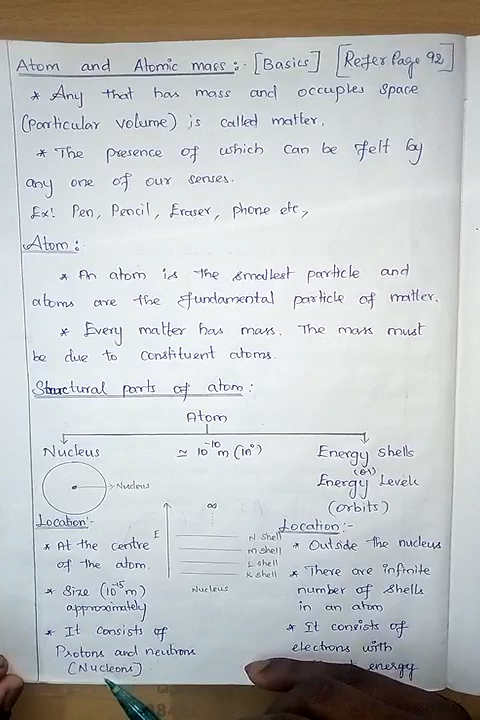 Atom and Atomic mass :- [Basics] [Refer Page 92]
* Any that has mass and occupies space
(particular volume) is called matter.
* The presence of which can be felt by
any one of our senses.
Ex: Pen, Pencil, Eraser, phone etc,
Atom :-
* An atom is the smallest particle and
atoms are the fundamental particle of matter.
* Every matter has mass. The mass must
be due to constituent atoms.
Structural parts of atom :
Atom
Nucleus
≃ 10⁻¹⁰ m (1A°)
Energy Shells
(or)
Energy Levels
(orbits)
Nucleus
Location :-
* At the centre
of the atom.
* Size (10⁻¹⁵ m)
approximately
* It consists of
Protons and neutrons
(Nucleons)
∞
E
N shell
M shell
L shell
K shell
Nucleus
Location :-
* Outside the nucleus
* There are infinite
number of shells
in an atom
* It consists of
electrons with
energy